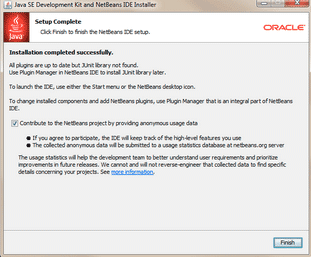 Java SE Development Kit and NetBeans IDE Installer
Java
Setup Complete
Click Finish to finish the NetBeans IDE setup.
ORACLE
Installation completed successfully.
All plugins are up to date but JUnit library not found.
Use Plugin Manager in NetBeans IDE to install JUnit library later.
To launch the IDE, use either the Start menu or the NetBeans desktop icon.
To change installed components and add NetBeans plugins, use Plugin Manager that is an integral part of NetBeans
IDE.
Contribute to the NetBeans project by providing anonymous usage data
● If you agree to participate, the IDE will keep track of the high-level features you use
● The collected anonymous data will be submitted to a usage statistics database at netbeans.org server
The usage statistics will help the development team to better understand user requirements and prioritize
improvements in future releases. We cannot and will not reverse-engineer that collected data to find specific
details concerning your projects. See more information.
Finish